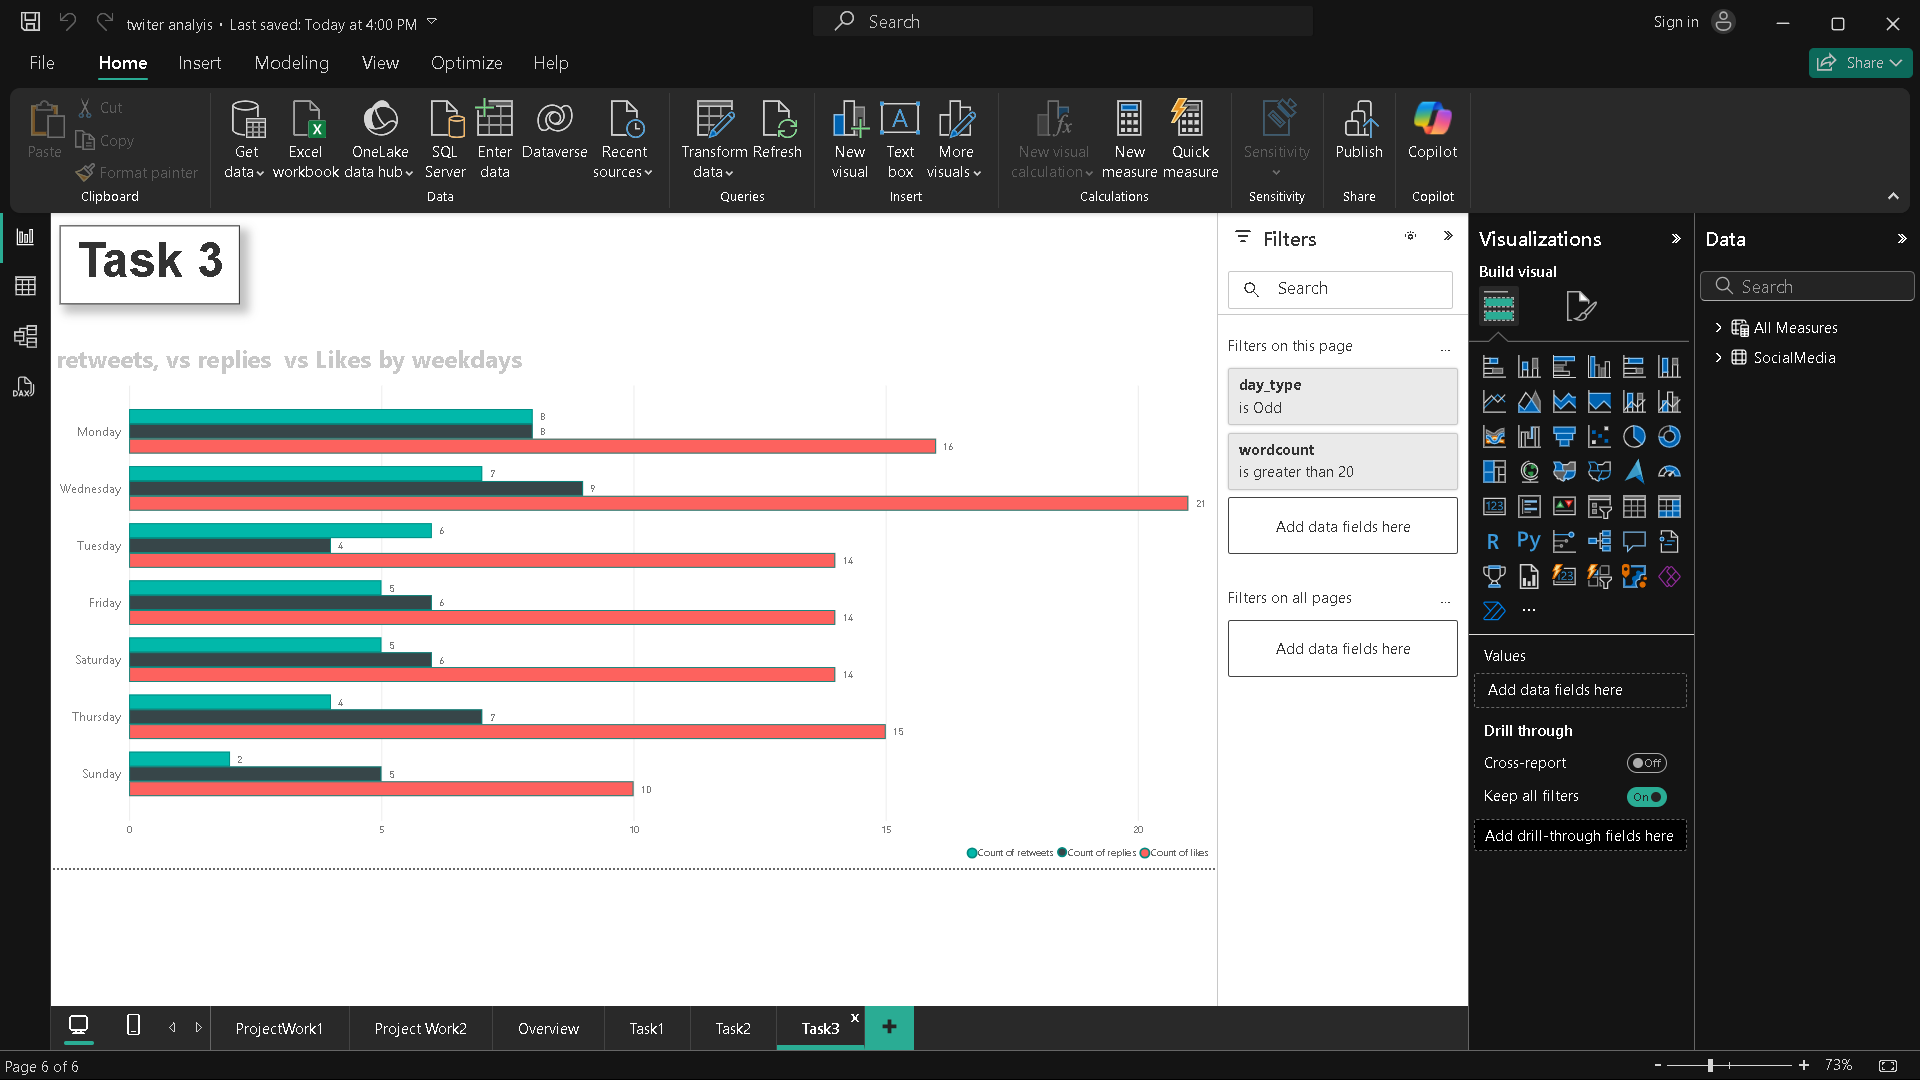 twiter analyis • Last saved: Today at 4:00 PM
Search
Sign in
File
Home
Insert
Modeling
View
Optimize
Help
Share
Paste
Cut
Copy
Format painter
Clipboard
Get data
Excel workbook
OneLake data hub
SQL Server
Enter data
Dataverse
Recent sources
Data
Transform data
Refresh
Queries
New visual
Text box
More visuals
Insert
New visual calculation
New measure
Quick measure
Calculations
Sensitivity
Sensitivity
Publish
Share
Copilot
Copilot
Task 3
retweets, vs replies vs Likes by weekdays
Monday
8
8
16
Wednesday
7
9
21
Tuesday
6
4
14
Friday
5
6
14
Saturday
5
6
14
Thursday
4
7
15
Sunday
2
5
10
0 5 10 15 20
Count of retweets Count of replies Count of likes
Filters
Search
Filters on this page
...
day_type
is Odd
wordcount
is greater than 20
Add data fields here
Filters on all pages
...
Add data fields here
Visualizations
Build visual
123
R
Py
123
...
Values
Add data fields here
Drill through
Cross-report
Off
Keep all filters
On
Add drill-through fields here
Data
Search
All Measures
SocialMedia
DAX
ProjectWork1
Project Work2
Overview
Task1
Task2
Task3
x
+
Page 6 of 6
- + 73%